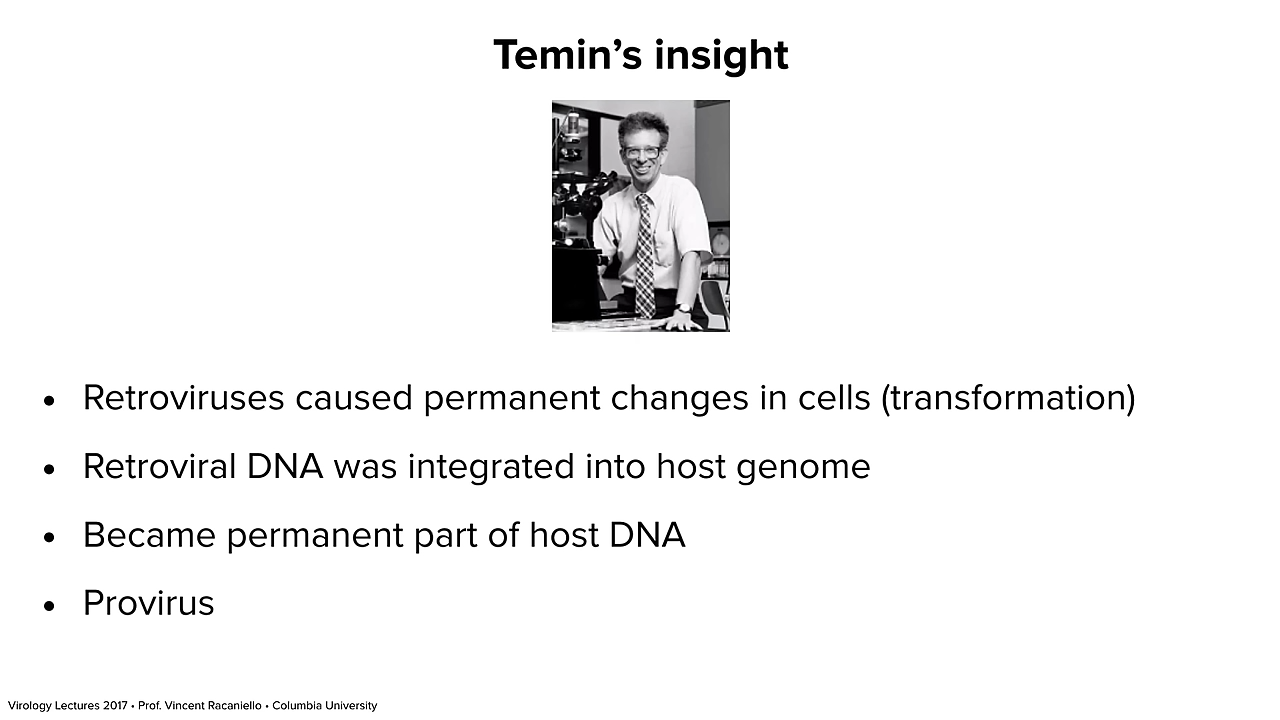 Temin’s insight
• Retroviruses caused permanent changes in cells (transformation)
• Retroviral DNA was integrated into host genome
• Became permanent part of host DNA
• Provirus
Virology Lectures 2017 • Prof. Vincent Racaniello • Columbia University